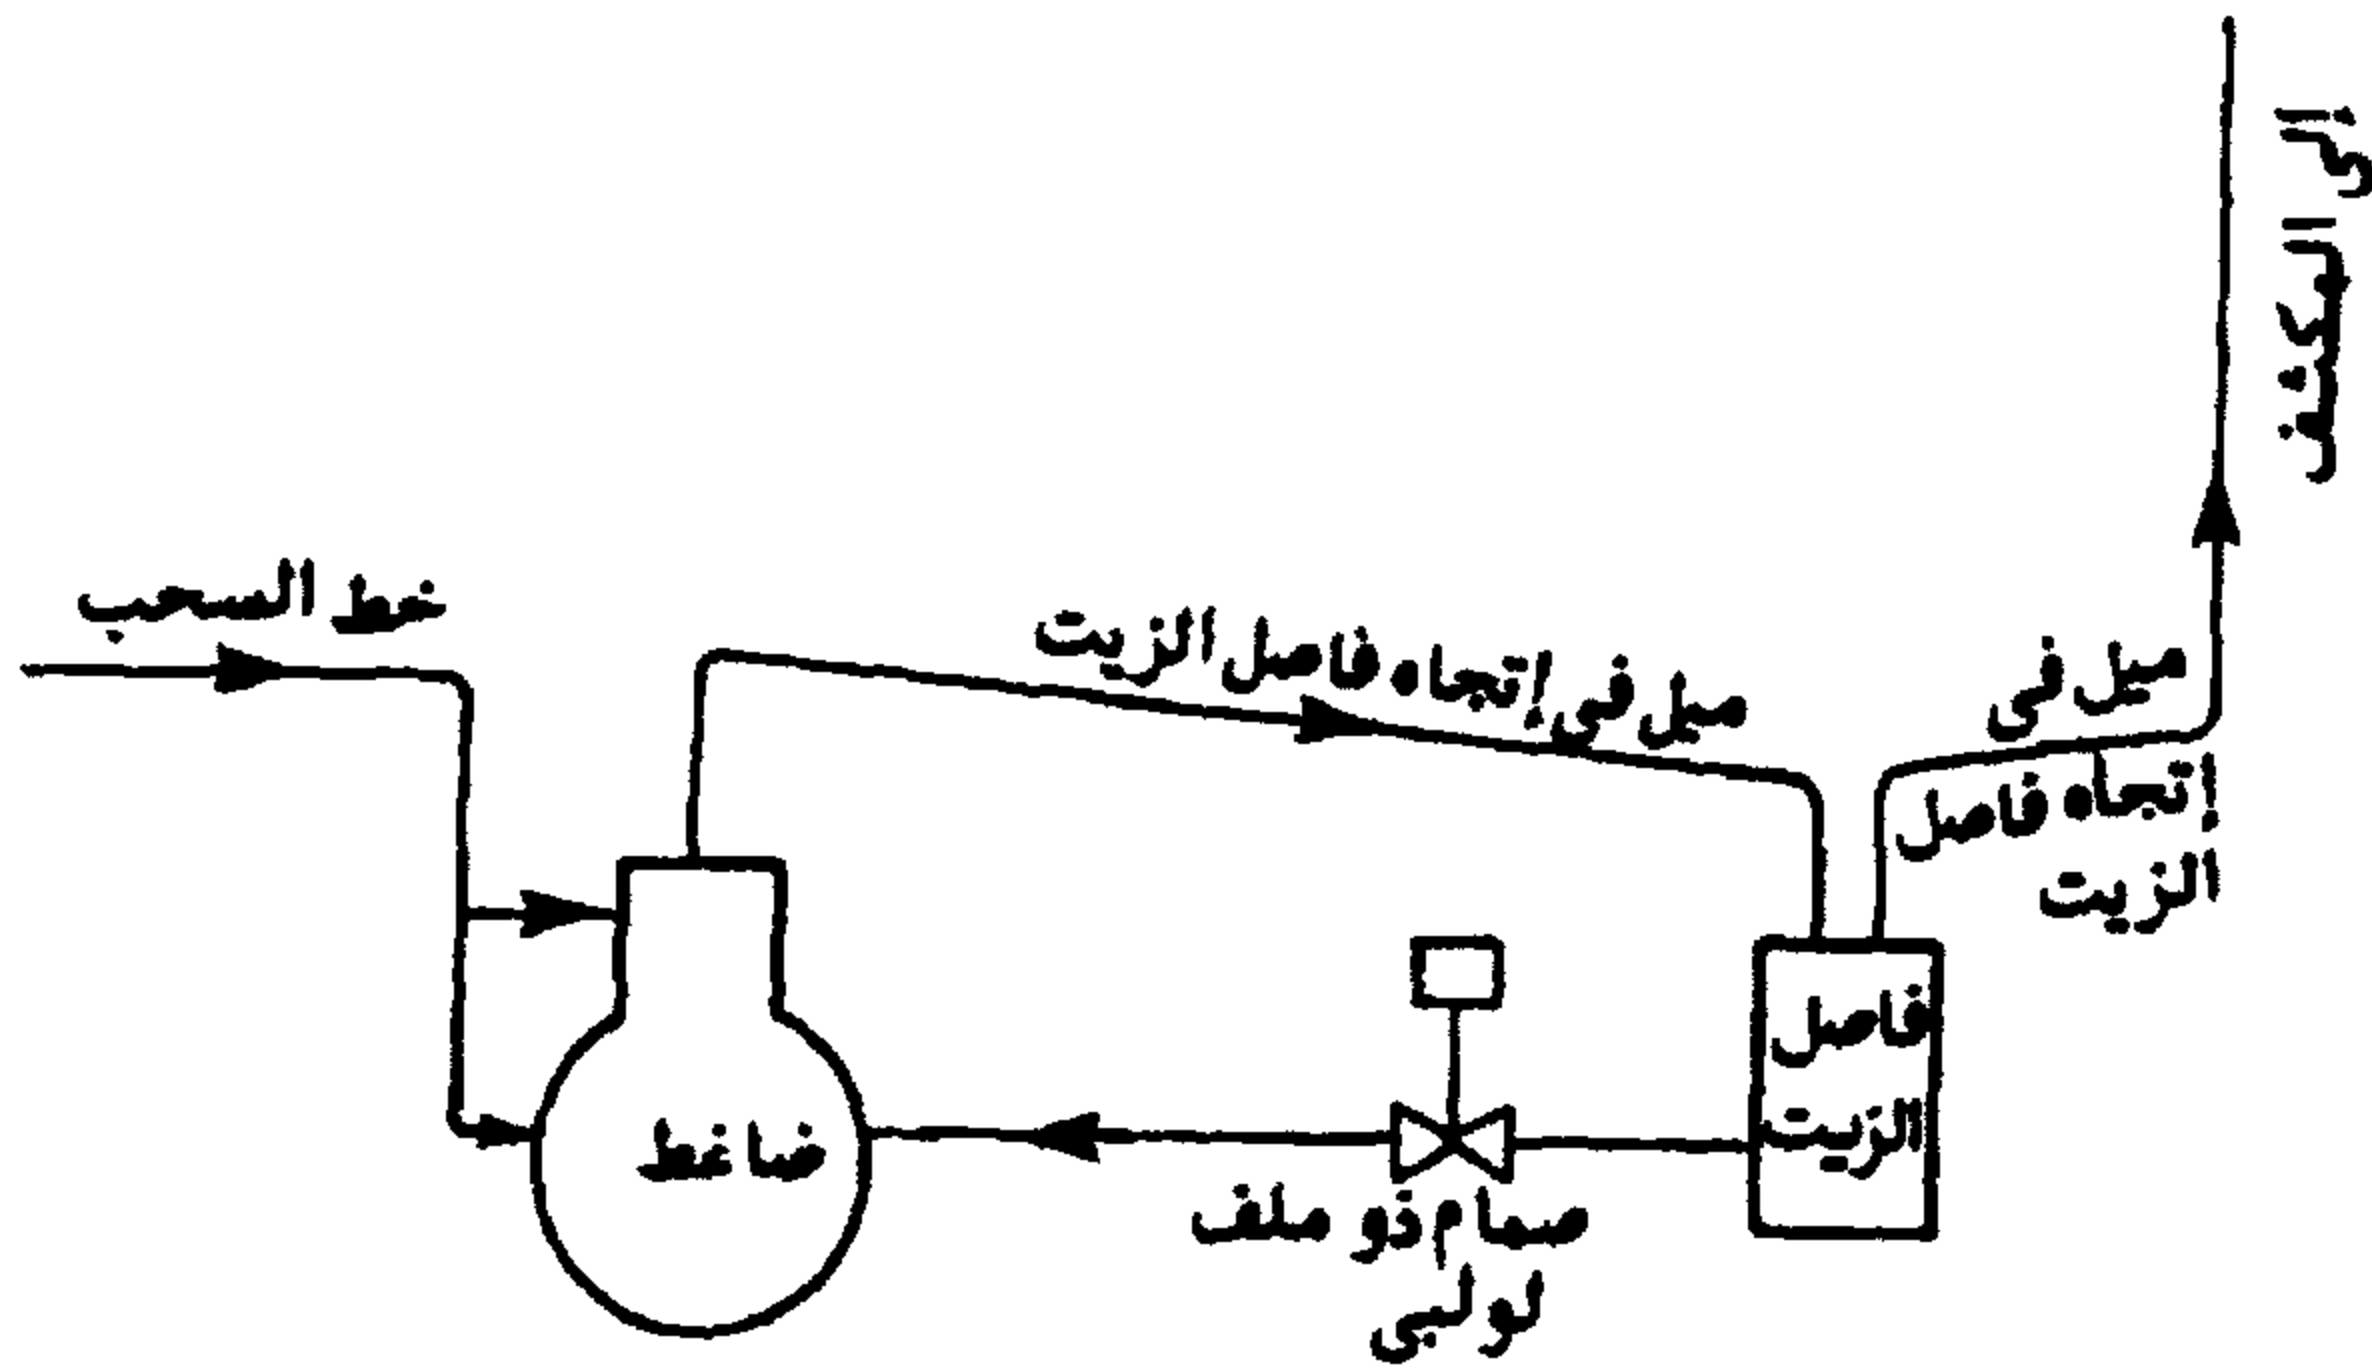 إلى المكثف
خط السحب
ميل في إتجاه فاصل الزيت
ميل في
إتجاه فاصل
الزيت
فاصل
الزيت
ضاغط
صمام ذو ملف
لولبي